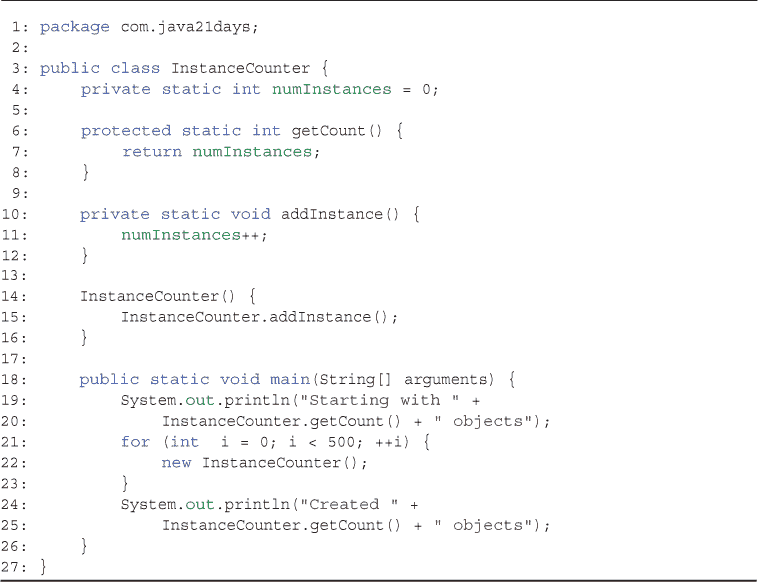 1: package com.java21days;
2:
3: public class InstanceCounter {
4:     private static int numInstances = 0;
5:
6:     protected static int getCount() {
7:         return numInstances;
8:     }
9:
10:     private static void addInstance() {
11:         numInstances++;
12:     }
13:
14:     InstanceCounter() {
15:         InstanceCounter.addInstance();
16:     }
17:
18:     public static void main(String[] arguments) {
19:         System.out.println("Starting with " +
20:             InstanceCounter.getCount() + " objects");
21:         for (int  i = 0; i < 500; ++i) {
22:             new InstanceCounter();
23:         }
24:         System.out.println("Created " +
25:             InstanceCounter.getCount() + " objects");
26:     }
27: }